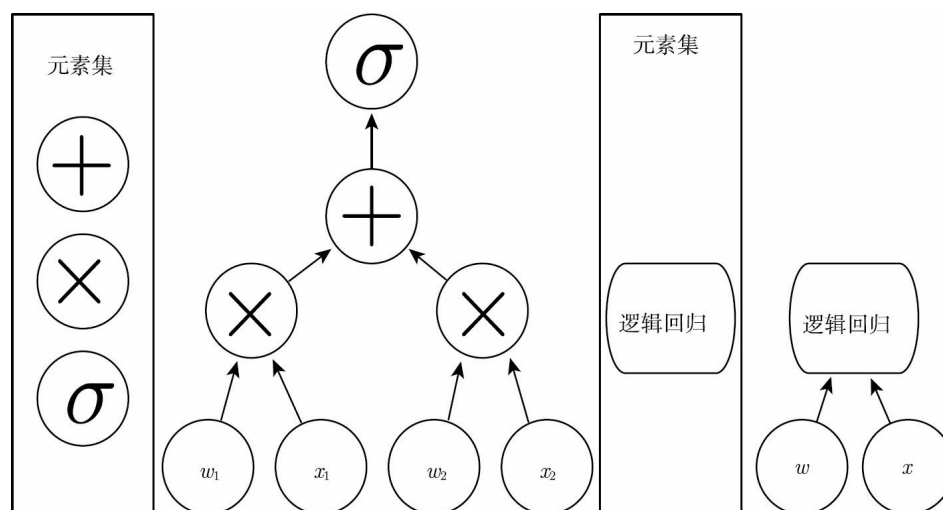 元素集
+
×
σ
σ
+
× ×
w₁ x₁ w₂ x₂
元素集
逻辑回归
逻辑回归
w x